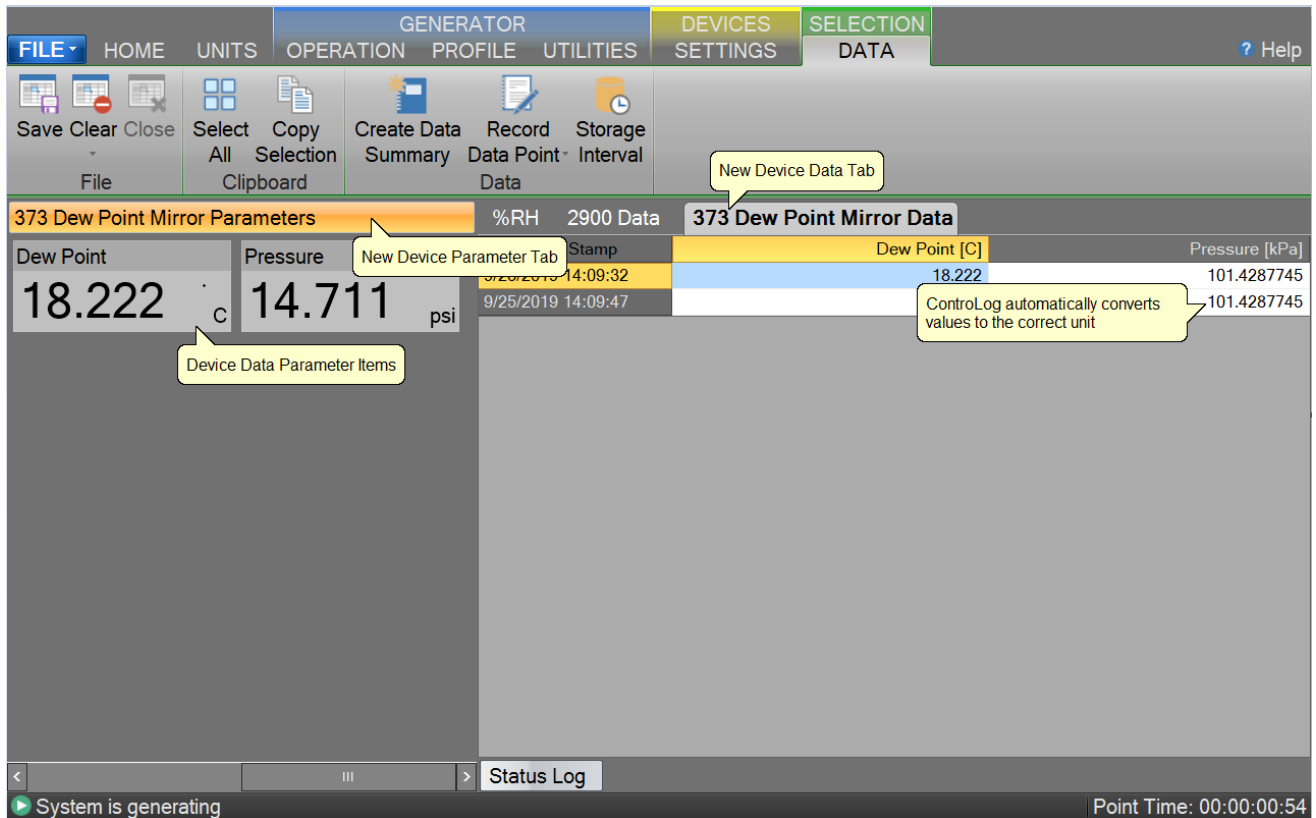 GENERATOR DEVICES SELECTION
FILE HOME UNITS OPERATION PROFILE UTILITIES SETTINGS DATA ? Help
Save Clear Close Select Copy Create Data Record Storage
All Selection Summary Data Point Interval
File Clipboard Data
New Device Data Tab
373 Dew Point Mirror Parameters %RH 2900 Data 373 Dew Point Mirror Data
Dew Point Pressure New Device Parameter Tab Stamp Dew Point [C] Pressure [kPa]
14:09:32 18.222 101.4287745
18.222 C 14.711 psi 9/25/2019 14:09:47 101.4287745
ControLog automatically converts
values to the correct unit
Device Data Parameter Items
Status Log
System is generating Point Time: 00:00:00:54